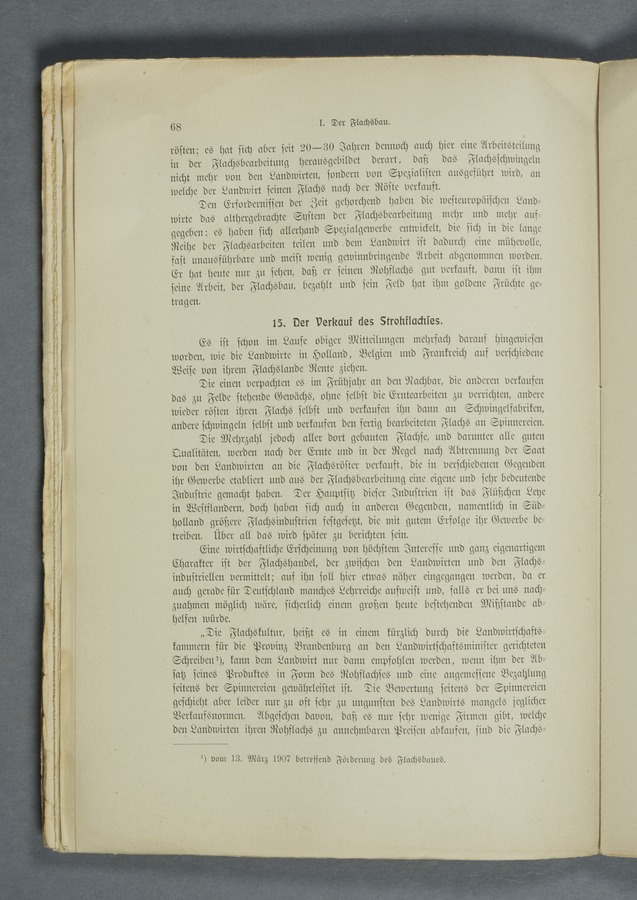 68
I. Der Flachsbau.
rösten; es hat sich aber seit 20—30 Jahren dennoch auch hier eine Arbeitsteilung
in der Flachsbearbeitung herausgebildet derart, daß das Flachsschwingeln
nicht mehr von den Landwirten, sondern von Spezialisten ausgeführt wird, an
welche der Landwirt seinen Flachs nach der Röste verkauft.
Den Erfordernissen der Zeit gehorchend haben die westeuropäischen Land-
wirte das althergebrachte System der Flachsbearbeitung mehr und mehr auf-
gegeben; es haben sich allerhand Spezialgewerbe entwickelt, die sich in die lange
Reihe der Flachsarbeiten teilen und dem Landwirt ist dadurch eine mühevolle,
fast unausführbare und meist wenig gewinnbringende Arbeit abgenommen worden.
Er hat heute nur zu sehen, daß er seinen Rohflachs gut verkauft, dann ist ihm
seine Arbeit, der Flachsbau, bezahlt und sein Feld hat ihm goldene Früchte ge-
tragen.
15. Der Verkauf des Strohflachses.
Es ist schon im Laufe obiger Mitteilungen mehrfach darauf hingewiesen
worden, wie die Landwirte in Holland, Belgien und Frankreich auf verschiedene
Weise von ihrem Flachslande Rente ziehen.
Die einen verpachten es im Frühjahr an den Nachbar, die anderen verkaufen
das zu Felde stehende Gewächs, ohne selbst die Erntearbeiten zu verrichten, andere
wieder rösten ihren Flachs selbst und verkaufen ihn dann an Schwingelfabriken,
andere schwingeln selbst und verkaufen den fertig bearbeiteten Flachs an Spinnereien.
Die Mehrzahl jedoch aller dort gebauten Flachse, und darunter alle guten
Qualitäten, werden nach der Ernte und in der Regel nach Abtrennung der Saat
von den Landwirten an die Flachsröster verkauft, die in verschiedenen Gegenden
ihr Gewerbe etabliert und aus der Flachsbearbeitung eine eigene und sehr bedeutende
Industrie gemacht haben. Der Hauptsitz dieser Industrien ist das Flüßchen Leye
in Westflandern, doch haben sich auch in anderen Gegenden, namentlich in Süd-
holland größere Flachsindustrien festgesetzt, die mit gutem Erfolge ihr Gewerbe be-
treiben. Über all das wird später zu berichten sein.
Eine wirtschaftliche Erscheinung von höchstem Interesse und ganz eigenartigem
Charakter ist der Flachshandel, der zwischen den Landwirten und den Flachs-
industriellen vermittelt; auf ihn soll hier etwas näher eingegangen werden, da er
auch gerade für Deutschland manches Lehrreiche aufweist und, falls er bei uns nach-
zuahmen möglich wäre, sicherlich einem großen heute bestehenden Mißstande ab-
helfen würde.
„Die Flachskultur, heißt es in einem kürzlich durch die Landwirtschafts-
kammern für die Provinz Brandenburg an den Landwirtschaftsminister gerichteten
Schreiben¹), kann dem Landwirt nur dann empfohlen werden, wenn ihm der Ab-
satz seines Produktes in Form des Rohflachses und eine angemessene Bezahlung
seitens der Spinnereien gewährleistet ist. Die Bewertung seitens der Spinnereien
geschieht aber leider nur zu oft sehr zu ungunsten des Landwirts mangels jeglicher
Verkaufsnormen. Abgesehen davon, daß es nur sehr wenige Firmen gibt, welche
den Landwirten ihren Rohflachs zu annehmbaren Preisen abkaufen, sind die Flachs-
¹) vom 13. März 1907 betreffend Förderung des Flachsbaues.